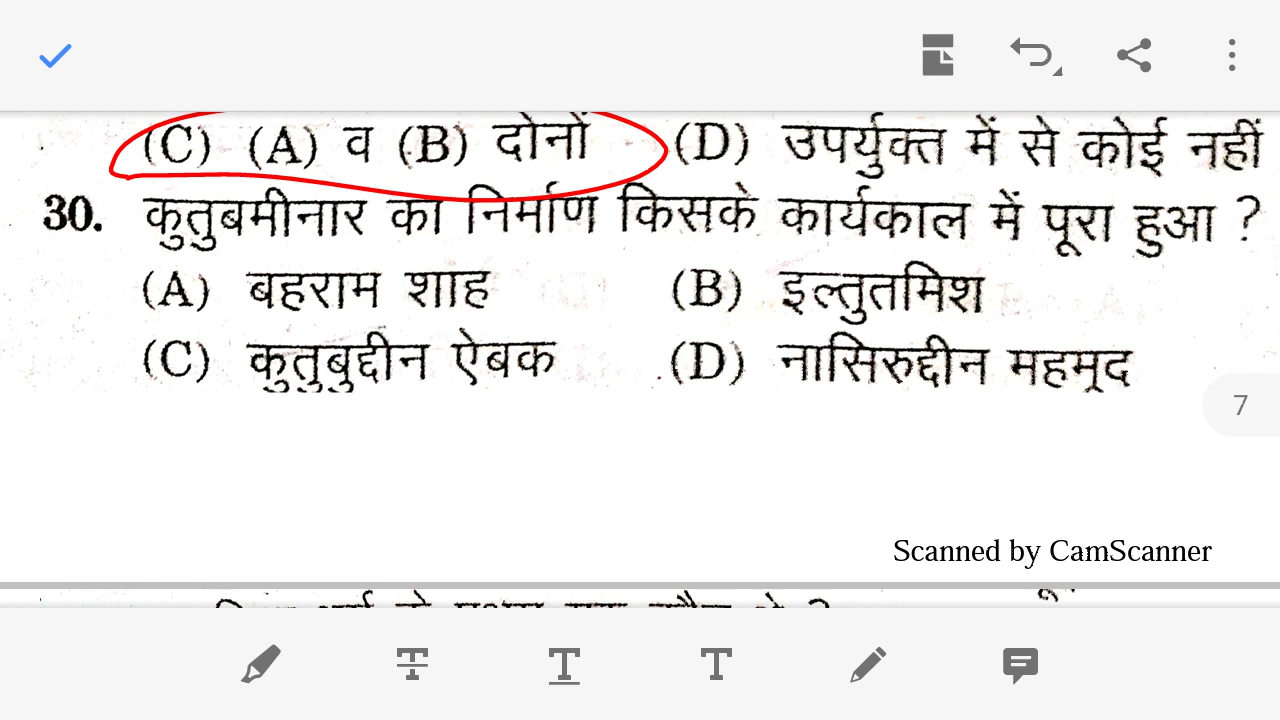 (C) (A) व (B) दोनों (D) उपर्युक्त में से कोई नहीं
30. कुतुबमीनार का निर्माण किसके कार्यकाल में पूरा हुआ ?
(A) बहराम शाह (B) इल्तुतमिश
(C) कुतुबुद्दीन ऐबक (D) नासिरुद्दीन महमूद
7
Scanned by CamScanner